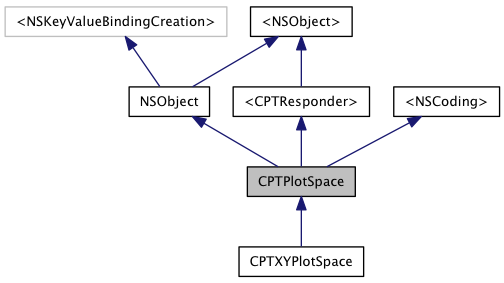 <NSKeyValueBindingCreation> <NSObject>
NSObject <CPTResponder> <NSCoding>
CPTPlotSpace
CPTXYPlotSpace